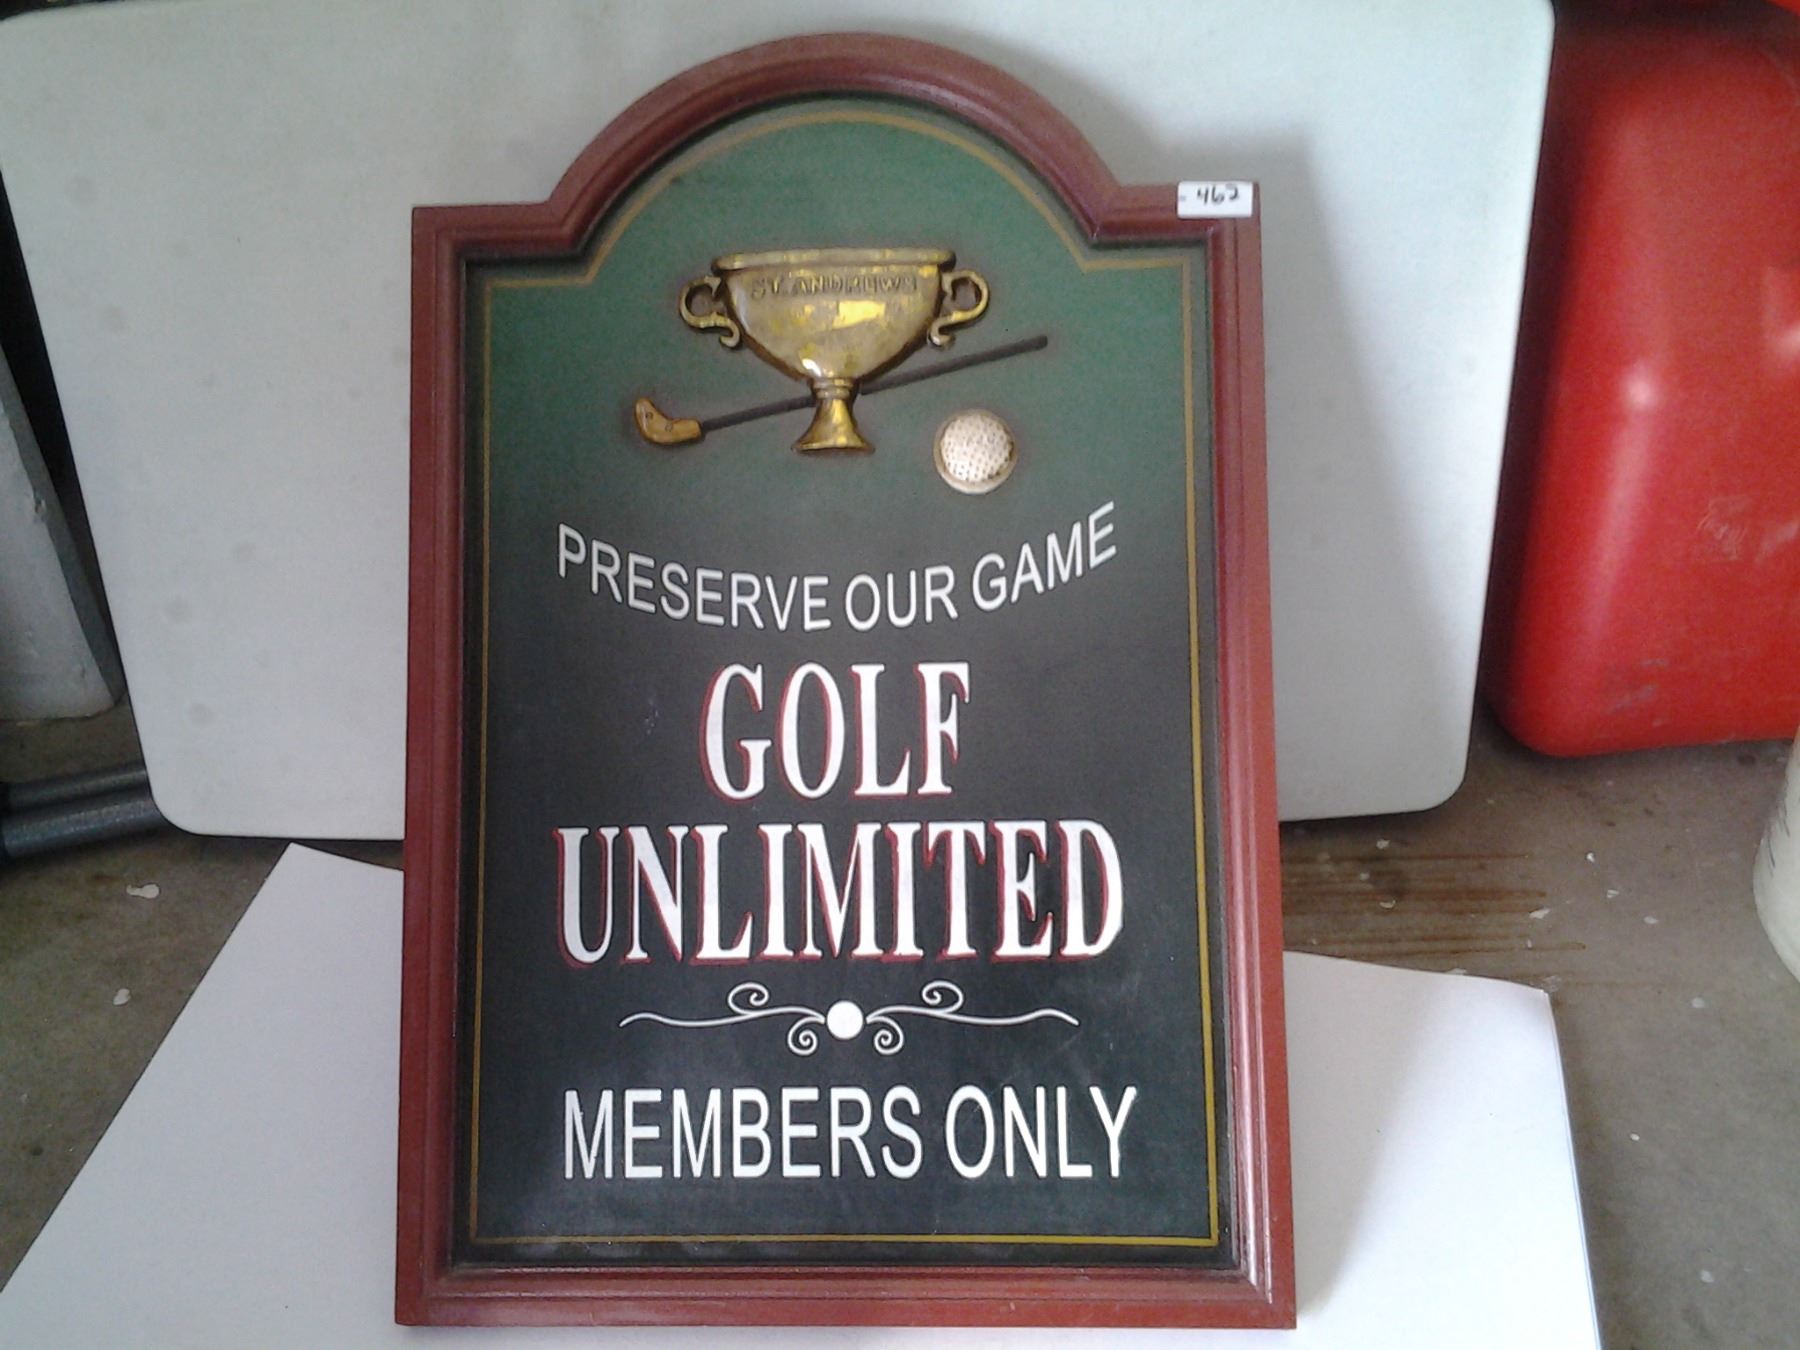 462
ST. ANDREWS
PRESERVE OUR GAME
GOLF
UNLIMITED
MEMBERS ONLY